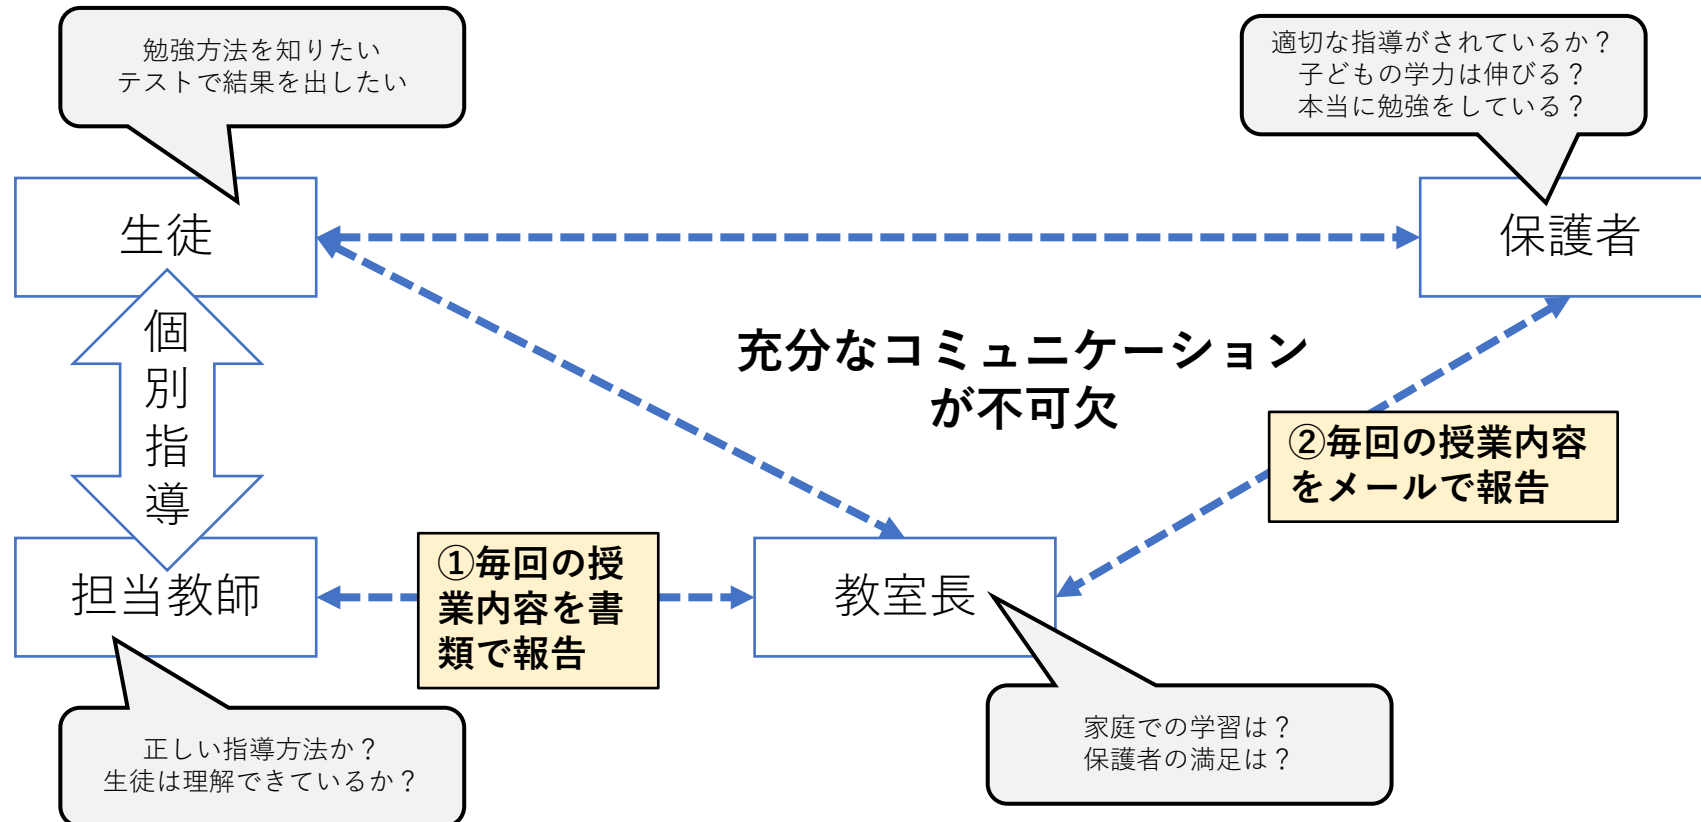 勉強方法を知りたい
テストで結果を出したい
適切な指導がされているか？
子どもの学力は伸びる？
本当に勉強をしている？
生徒
保護者
個別指導
充分なコミュニケーション
が不可欠
②毎回の授業内容
をメールで報告
①毎回の授
業内容を書
類で報告
担当教師
教室長
正しい指導方法か？
生徒は理解できているか？
家庭での学習は？
保護者の満足は？